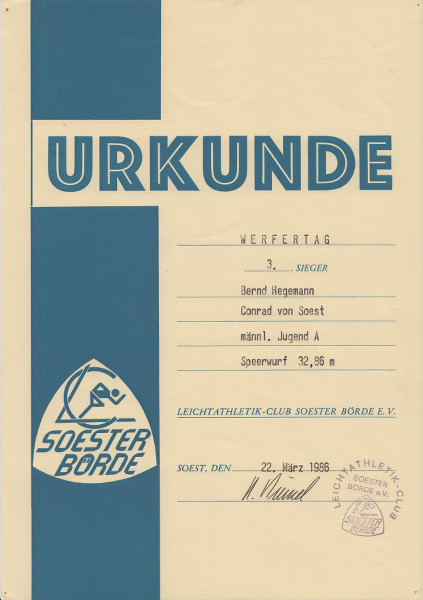 URKUNDE
WERFERTAG
3. SIEGER
Bernd Hegemann
Conrad von Soest
männl. Jugend A
Speerwurf 32,86 m
LEICHTATHLETIK-CLUB SOESTER BÖRDE E.V.
LC
SOESTER
BÖRDE
SOEST, DEN 22. März 1986
LEICHTATHLETIK-CLUB
SOESTER
BÖRDE e.V.
SOESTER
BÖRDE